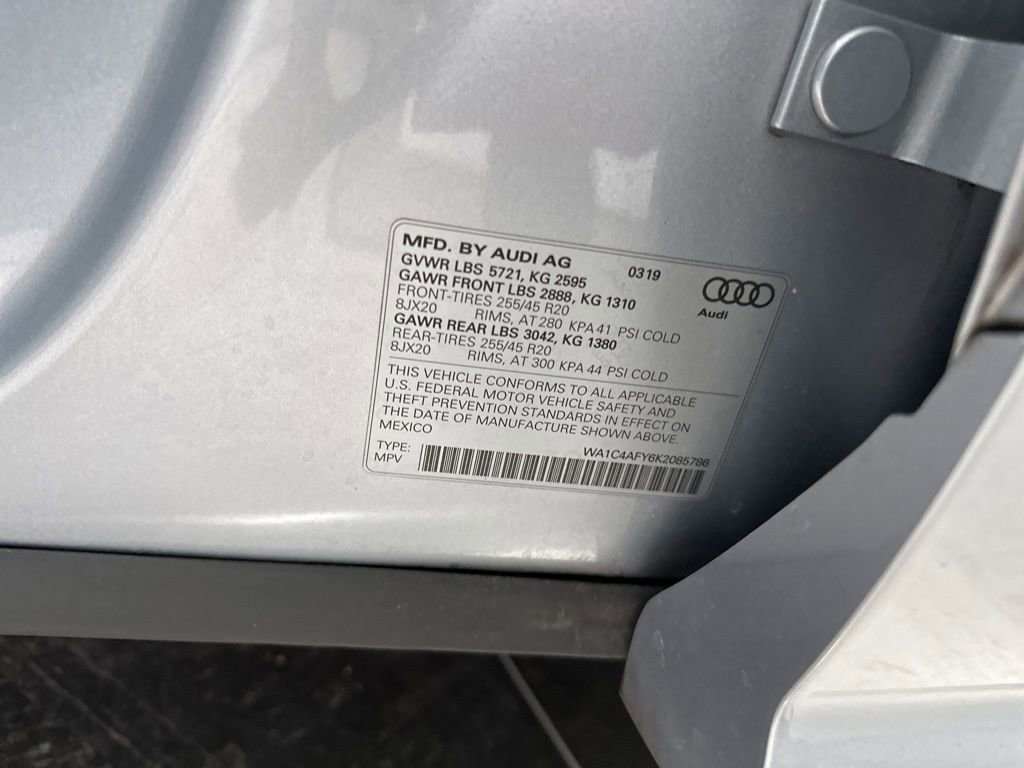 MFD. BY AUDI AG 0319
GVWR LBS 5721, KG 2595
GAWR FRONT LBS 2888, KG 1310
FRONT-TIRES 255/45 R20
8JX20 RIMS, AT 280 KPA 41 PSI COLD
GAWR REAR LBS 3042, KG 1380
REAR-TIRES 255/45 R20
8JX20 RIMS, AT 300 KPA 44 PSI COLD
Audi
THIS VEHICLE CONFORMS TO ALL APPLICABLE
U.S. FEDERAL MOTOR VEHICLE SAFETY AND
THEFT PREVENTION STANDARDS IN EFFECT ON
THE DATE OF MANUFACTURE SHOWN ABOVE.
MEXICO
TYPE: WA1C4AFY6K2085786
MPV